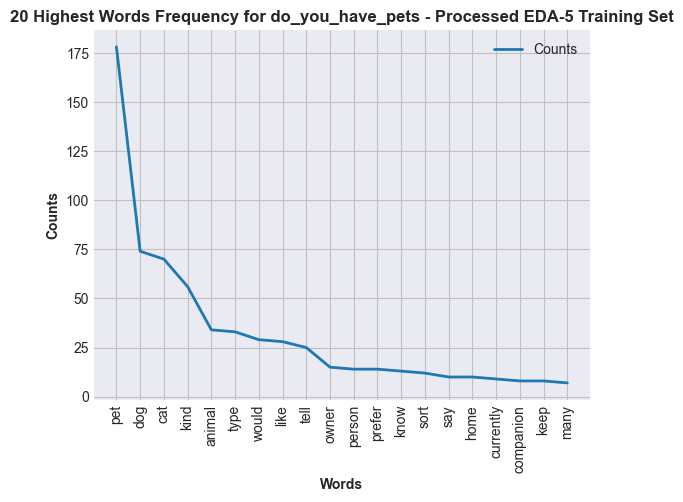 20 Highest Words Frequency for do_you_have_pets - Processed EDA-5 Training Set
Counts
175
150
125
100
75
50
25
0
Counts
pet
dog
cat
kind
animal
type
would
like
tell
owner
person
prefer
know
sort
say
home
currently
companion
keep
many
Words